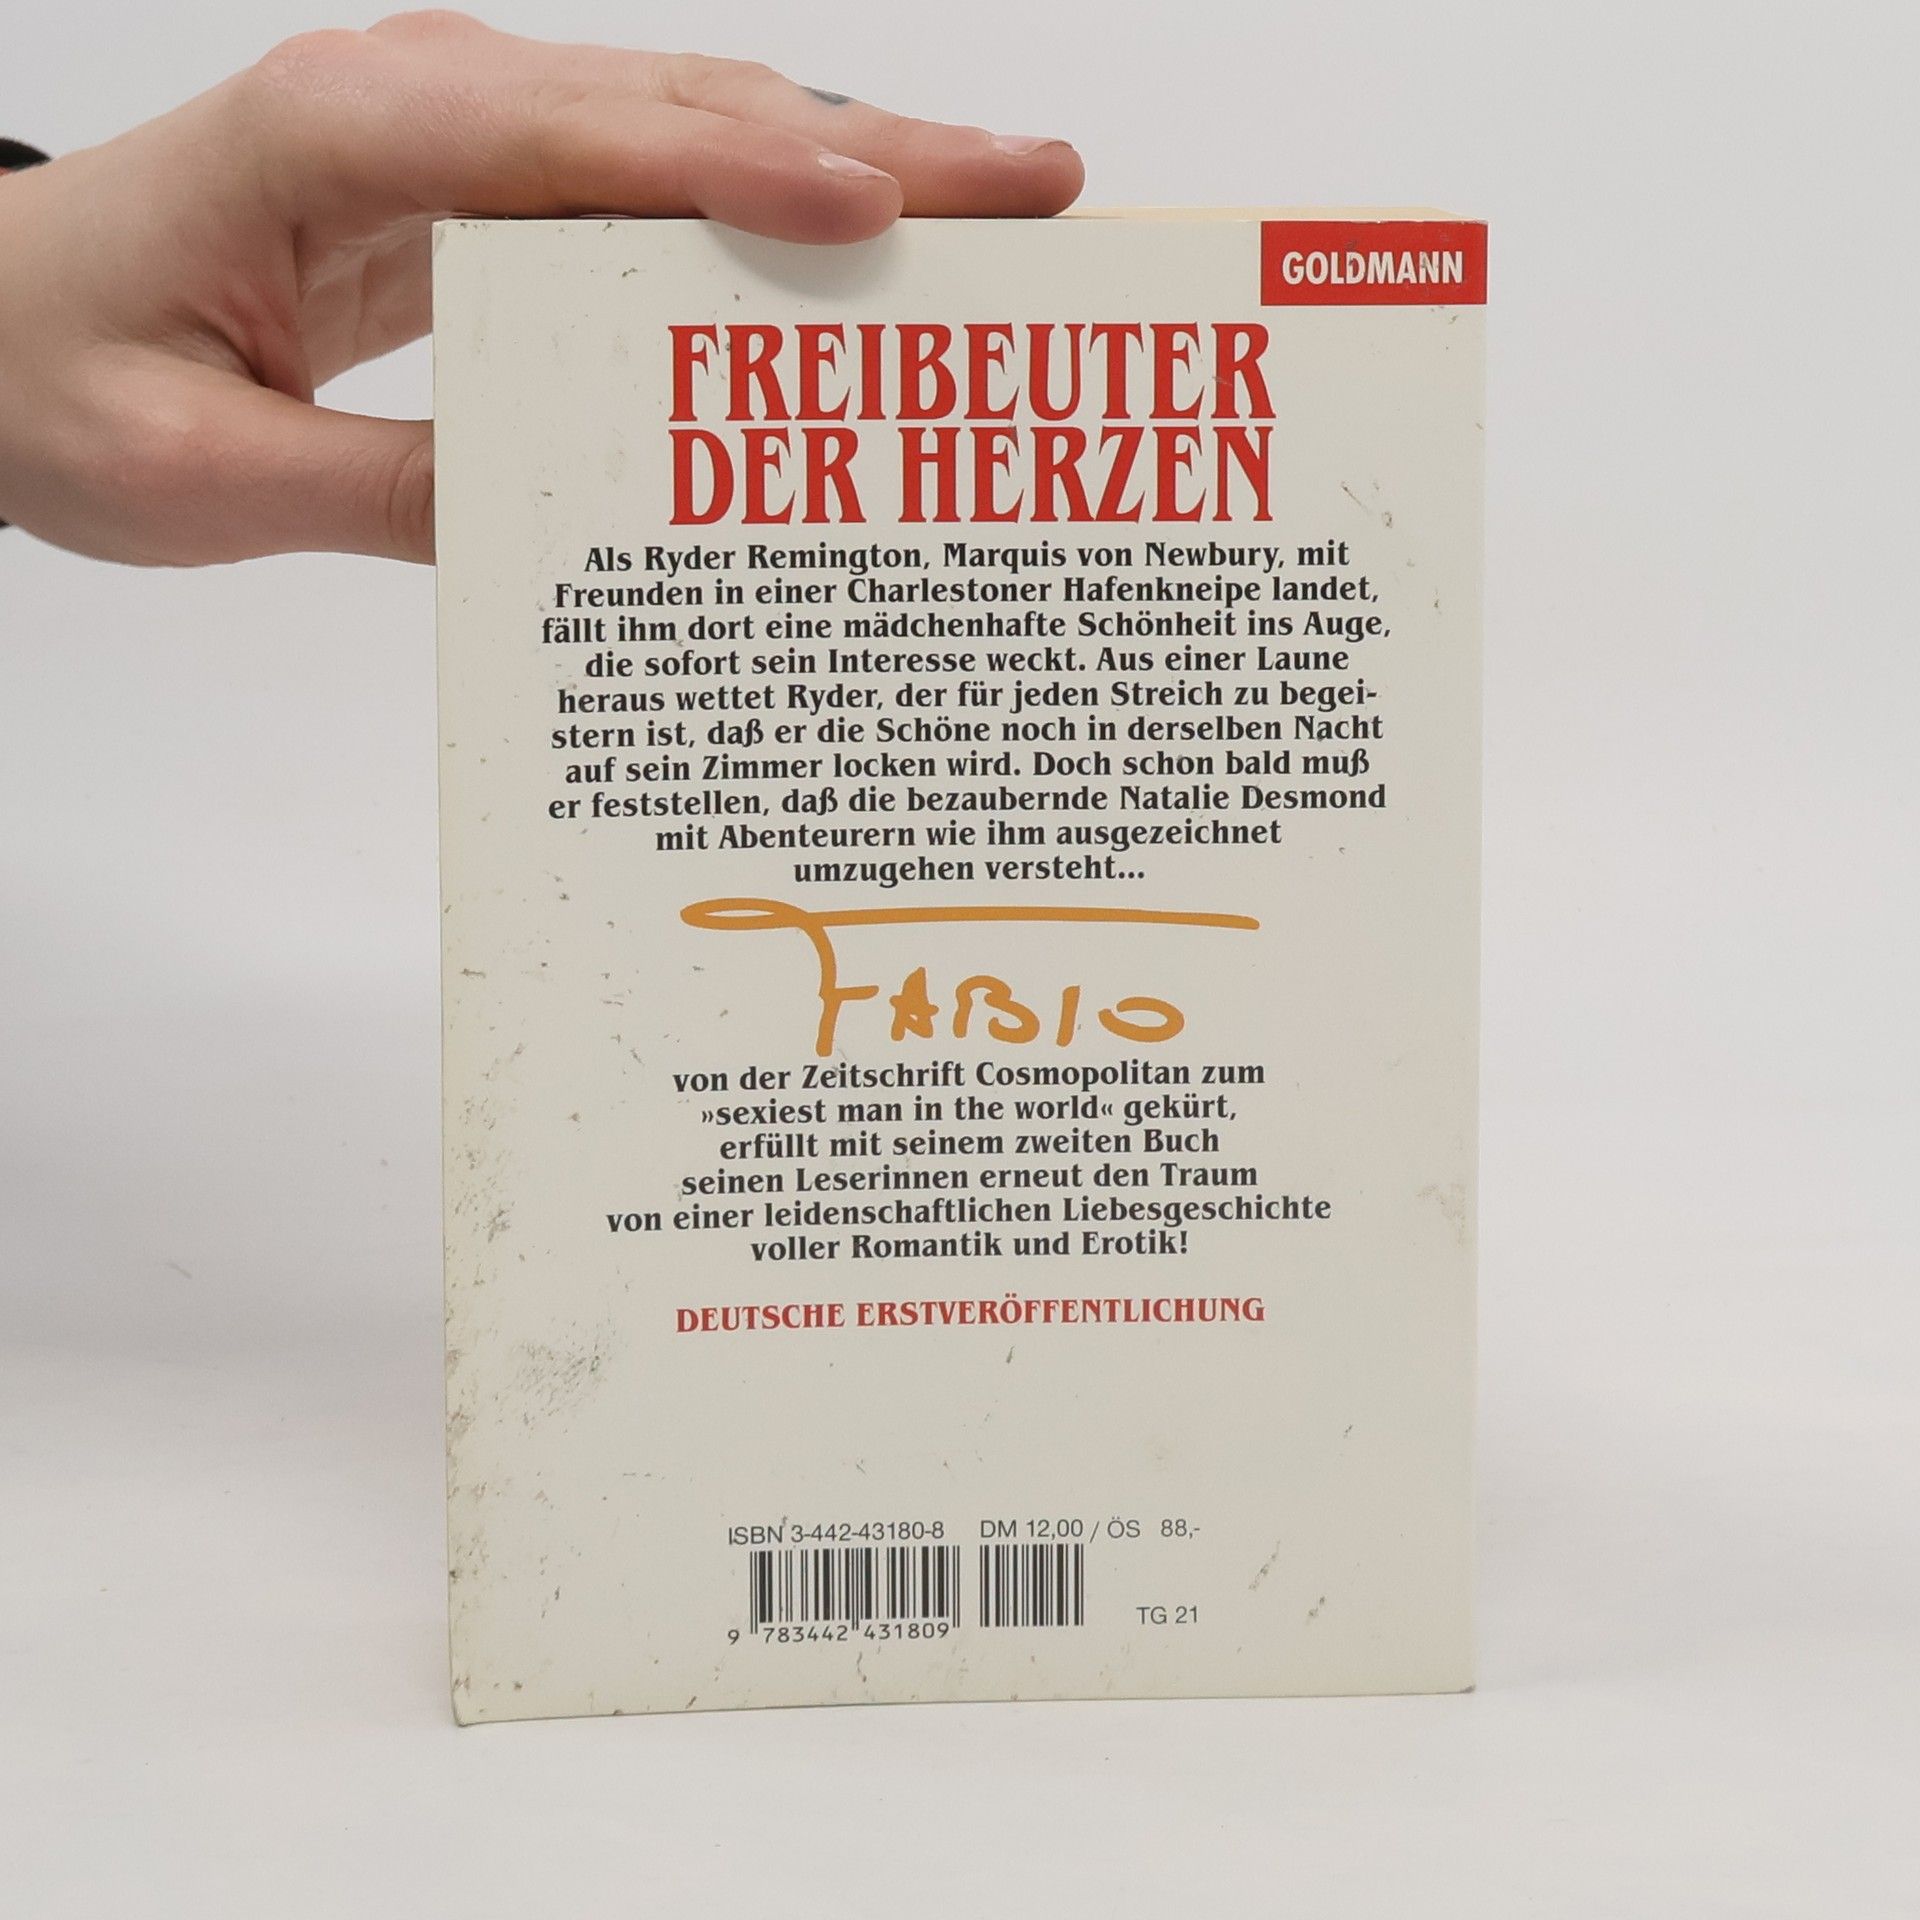 GOLDMANN
FREIBEUTER
DER HERZEN
Als Ryder Remington, Marquis von Newbury, mit
Freunden in einer Charlestoner Hafenkneipe landet,
fällt ihm dort eine mädchenhafte Schönheit ins Auge,
die sofort sein Interesse weckt. Aus einer Laune
heraus wettet Ryder, der für jeden Streich zu begei-
stern ist, daß er die Schöne noch in derselben Nacht
auf sein Zimmer locken wird. Doch schon bald muß
er feststellen, daß die bezaubernde Natalie Desmond
mit Abenteurern wie ihm ausgezeichnet
umzugehen versteht...
FABIO
von der Zeitschrift Cosmopolitan zum
»sexiest man in the world« gekürt,
erfüllt mit seinem zweiten Buch
seinen Leserinnen erneut den Traum
von einer leidenschaftlichen Liebesgeschichte
voller Romantik und Erotik!
DEUTSCHE ERSTVERÖFFENTLICHUNG
ISBN 3-442-43180-8 DM 12,00 / ÖS 88,-
TG 21
9 783442 431809